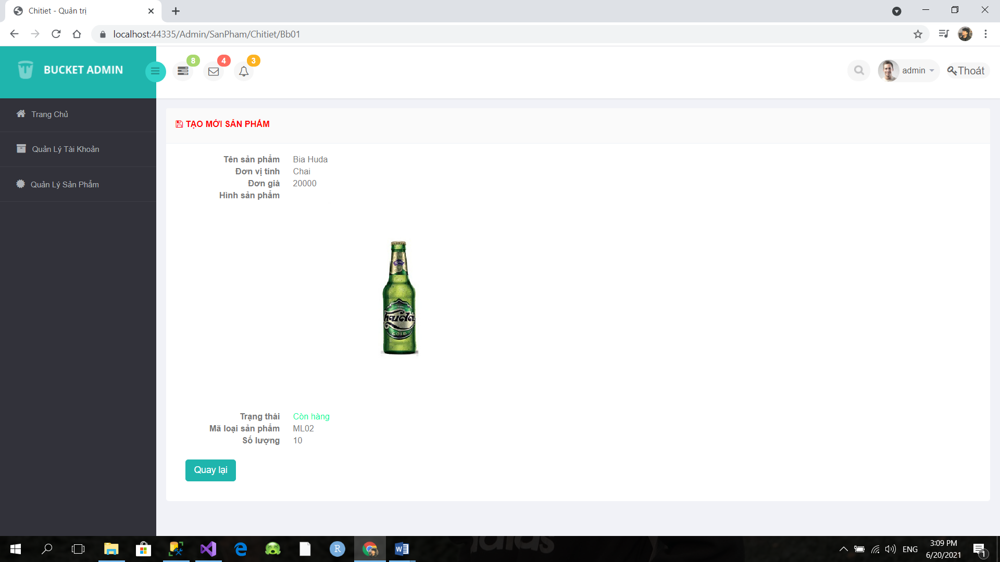 Chitiet - Quản trị
localhost:44335/Admin/SanPham/Chitiet/Bb01
BUCKET ADMIN
8
4
3
admin
Thoát
Trang Chủ
Quản Lý Tài Khoản
Quản Lý Sản Phẩm
TẠO MỚI SẢN PHẨM
Tên sản phẩm Bia Huda
Đơn vị tính Chai
Đơn giá 20000
Hình sản phẩm
huda
GOLD
Trạng thái Còn hàng
Mã loại sản phẩm ML02
Số lượng 10
Quay lại
R
W
ENG
3:09 PM
6/20/2021
1